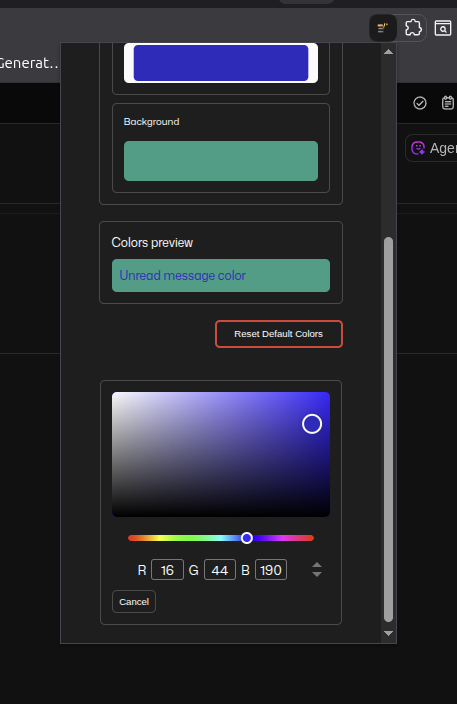 Generat..
Agen
Background
Colors preview
Unread message color
Reset Default Colors
R 16 G 44 B 190
Cancel